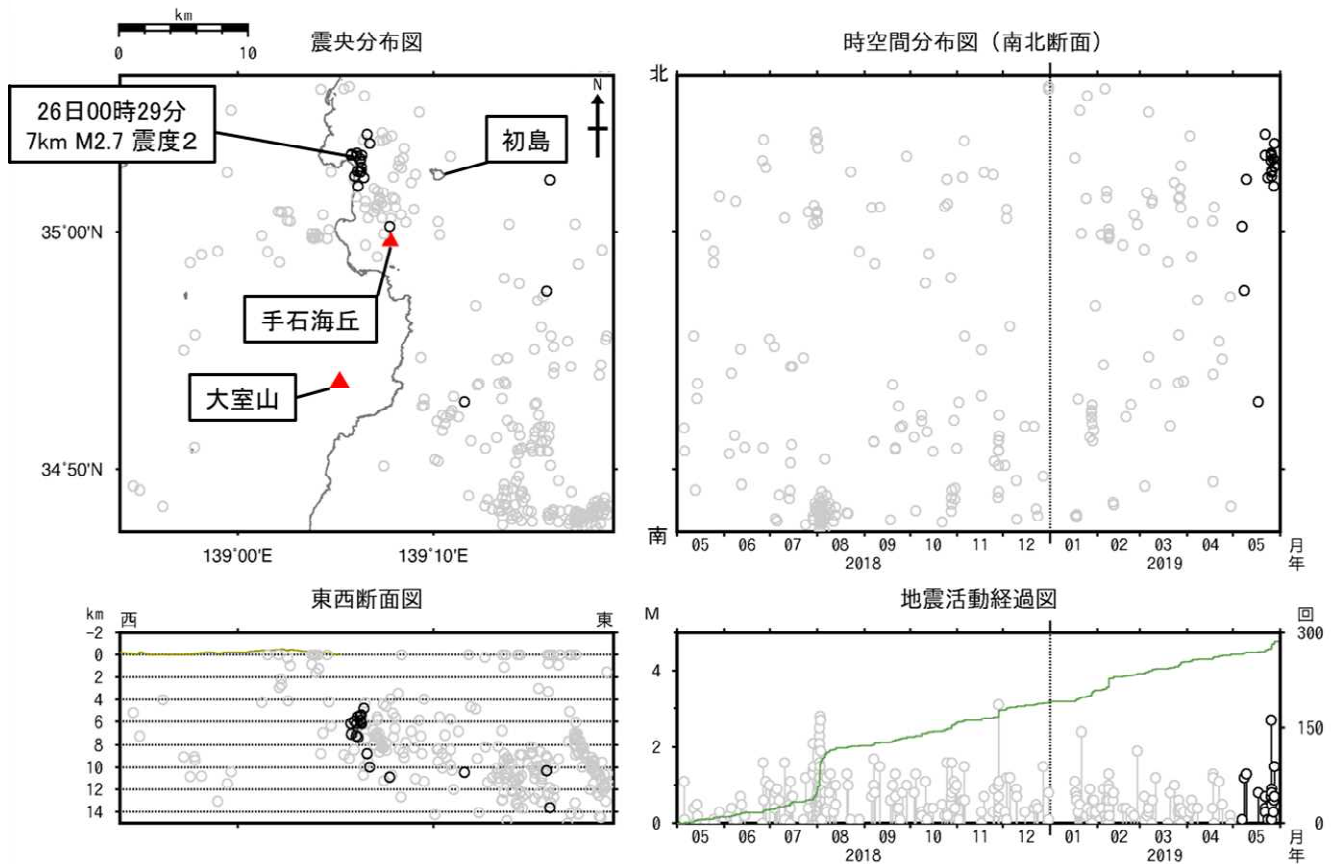 km
0 10
震央分布図
26日00時29分
7km M2.7 震度2
N
初島
35°00'N
手石海丘
大室山
34°50'N
139°00'E 139°10'E
時空間分布図（南北断面）
北
南
05 06 07 08 09 10 11 12 01 02 03 04 05 月
2018 2019 年
東西断面図
km 西 東
-2
0
2
4
6
8
10
12
14
地震活動経過図
M 回
300
4
2 150
0 0
05 06 07 08 09 10 11 12 01 02 03 04 05 月
2018 2019 年